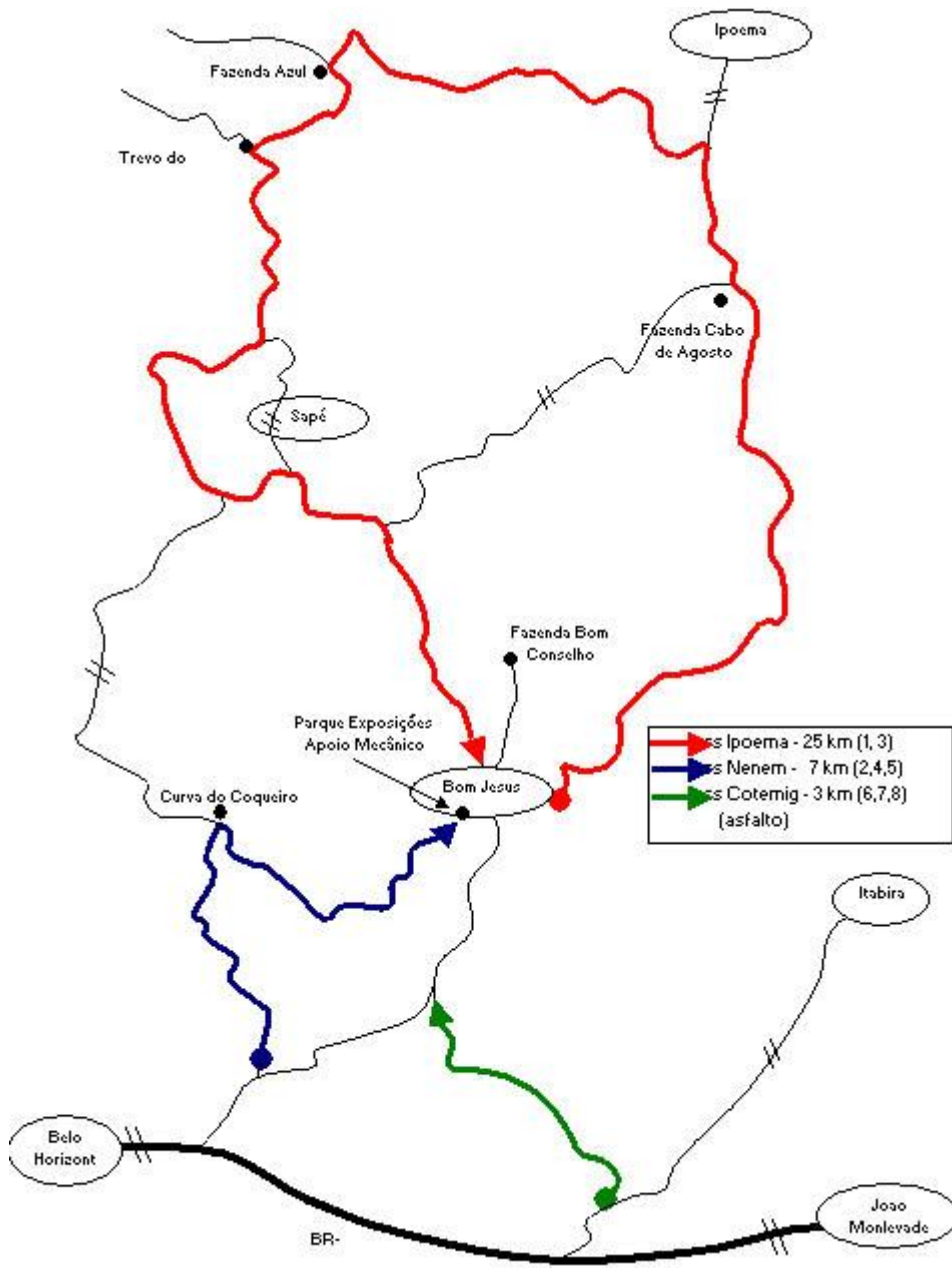 Ipoema
Fazenda Azul
Trevo do
Fazenda Cabo
de Agosto
Sapé
Fazenda Bom
Conselho
Parque Exposições
Apoio Mecânico
Bom Jesus
ss Ipoema - 25 km (1, 3)
ss Nenem - 7 km (2,4,5)
ss Cotemig - 3 km (6,7,8)
(asfalto)
Curva do Coqueiro
Itabira
Belo
Horizont
Joao
Monlevade
BR-